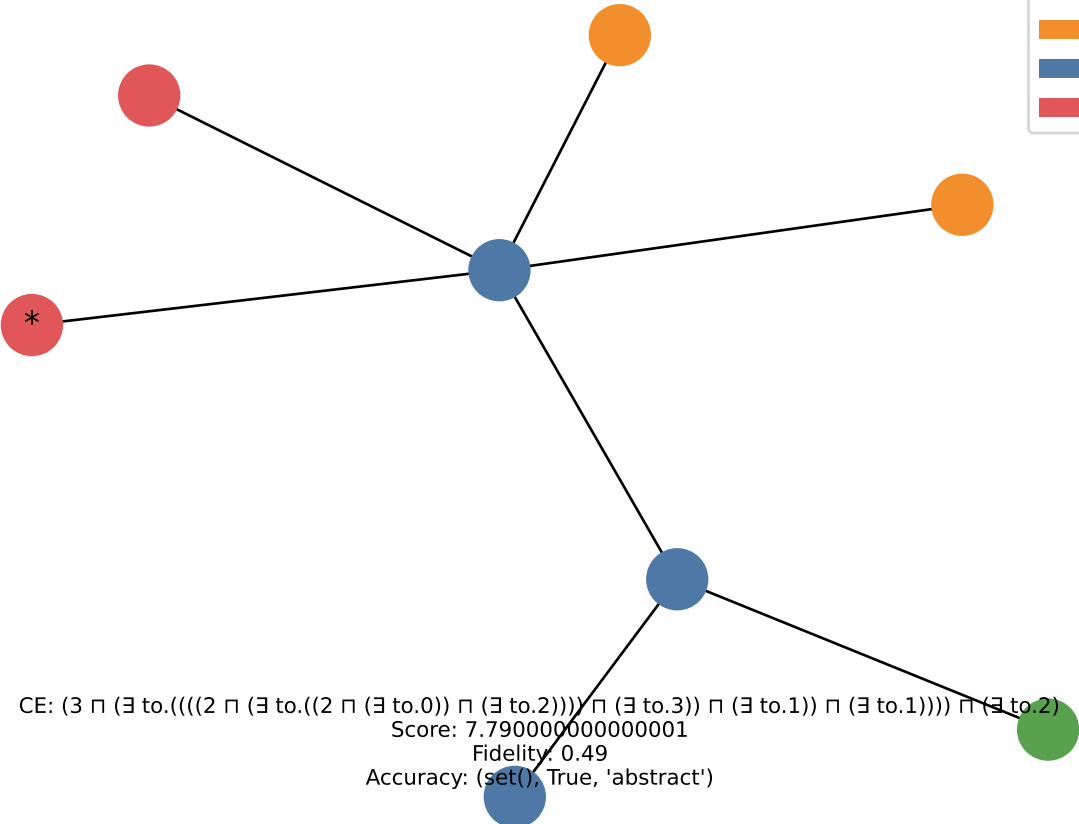 *
CE: (3 ⊓ (∃ to.((((2 ⊓ (∃ to.((2 ⊓ (∃ to.0)) ⊓ (∃ to.2)))) ⊓ (∃ to.3)) ⊓ (∃ to.1)) ⊓ (∃ to.1)))) ⊓ (∃ to.2)
Score: 7.790000000000001
Fidelity: 0.49
Accuracy: (set(), True, 'abstract')